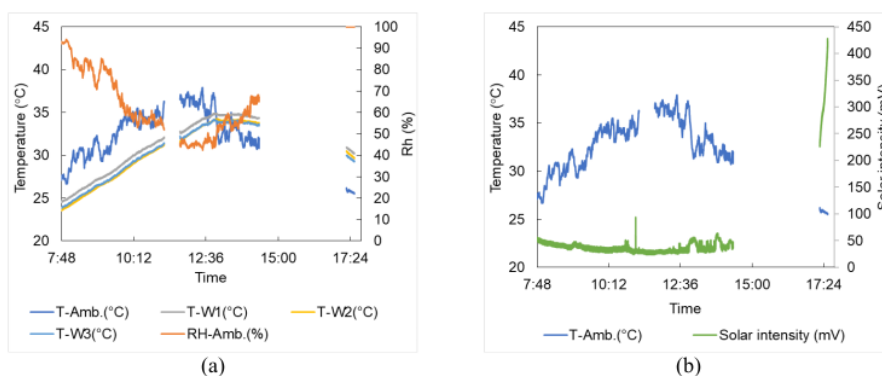 45 100
90
40 80
70
35 60
50
30 40
30
25 20
10
20 0
7:48 10:12 12:36 15:00 17:24
Time
Temperature (°C)
Rh (%)
T-Amb.(°C) T-W1(°C) T-W2(°C)
T-W3(°C) RH-Amb.(%)
(a)
45 450
400
40 350
35 300
250
30 200
150
25 100
50
20 0
7:48 10:12 12:36 15:00 17:24
Time
Temperature (°C)
Solar intensity (mV)
T-Amb.(°C) Solar intensity (mV)
(b)